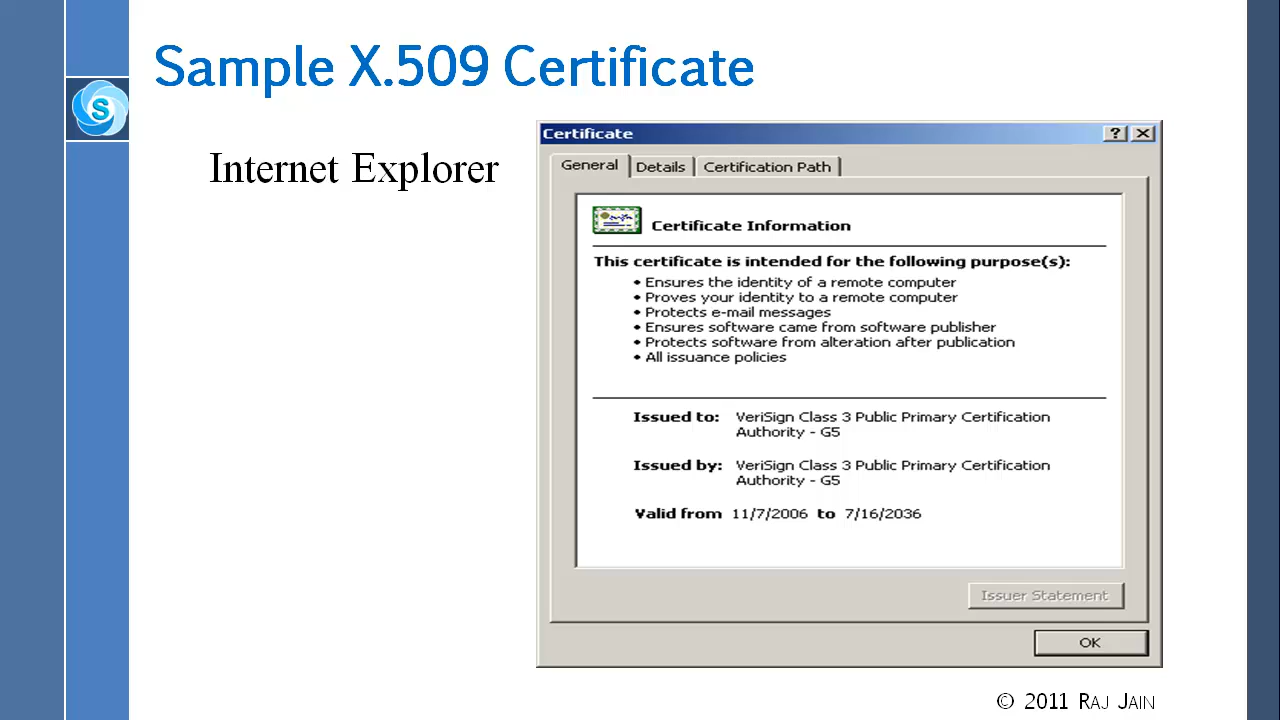 Sample X.509 Certificate
S
Internet Explorer
Certificate
?
General Details Certification Path
Certificate Information
This certificate is intended for the following purpose(s):
• Ensures the identity of a remote computer
• Proves your identity to a remote computer
• Protects e-mail messages
• Ensures software came from software publisher
• Protects software from alteration after publication
• All issuance policies
Issued to: VeriSign Class 3 Public Primary Certification
Authority - G5
Issued by: VeriSign Class 3 Public Primary Certification
Authority - G5
Valid from 11/7/2006 to 7/16/2036
Issuer Statement
OK
© 2011 Raj Jain